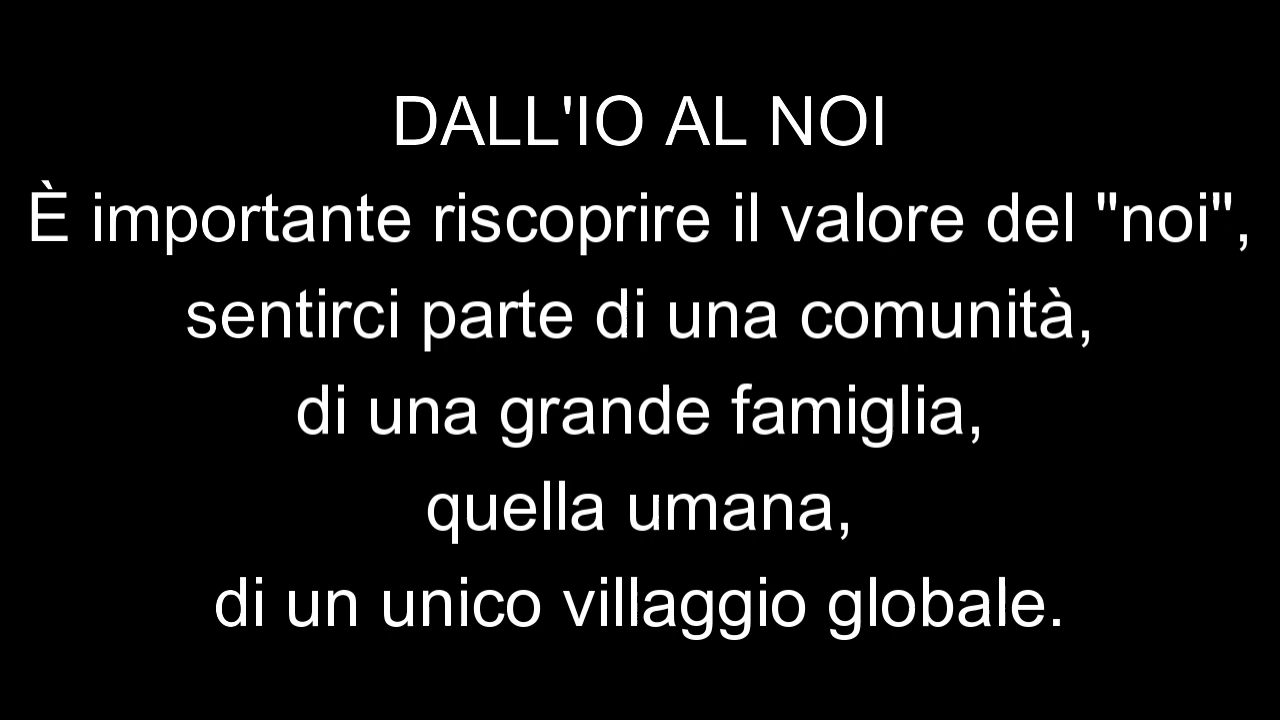 DALL'IO AL NOI
È importante riscoprire il valore del "noi",
sentirci parte di una comunità,
di una grande famiglia,
quella umana,
di un unico villaggio globale.